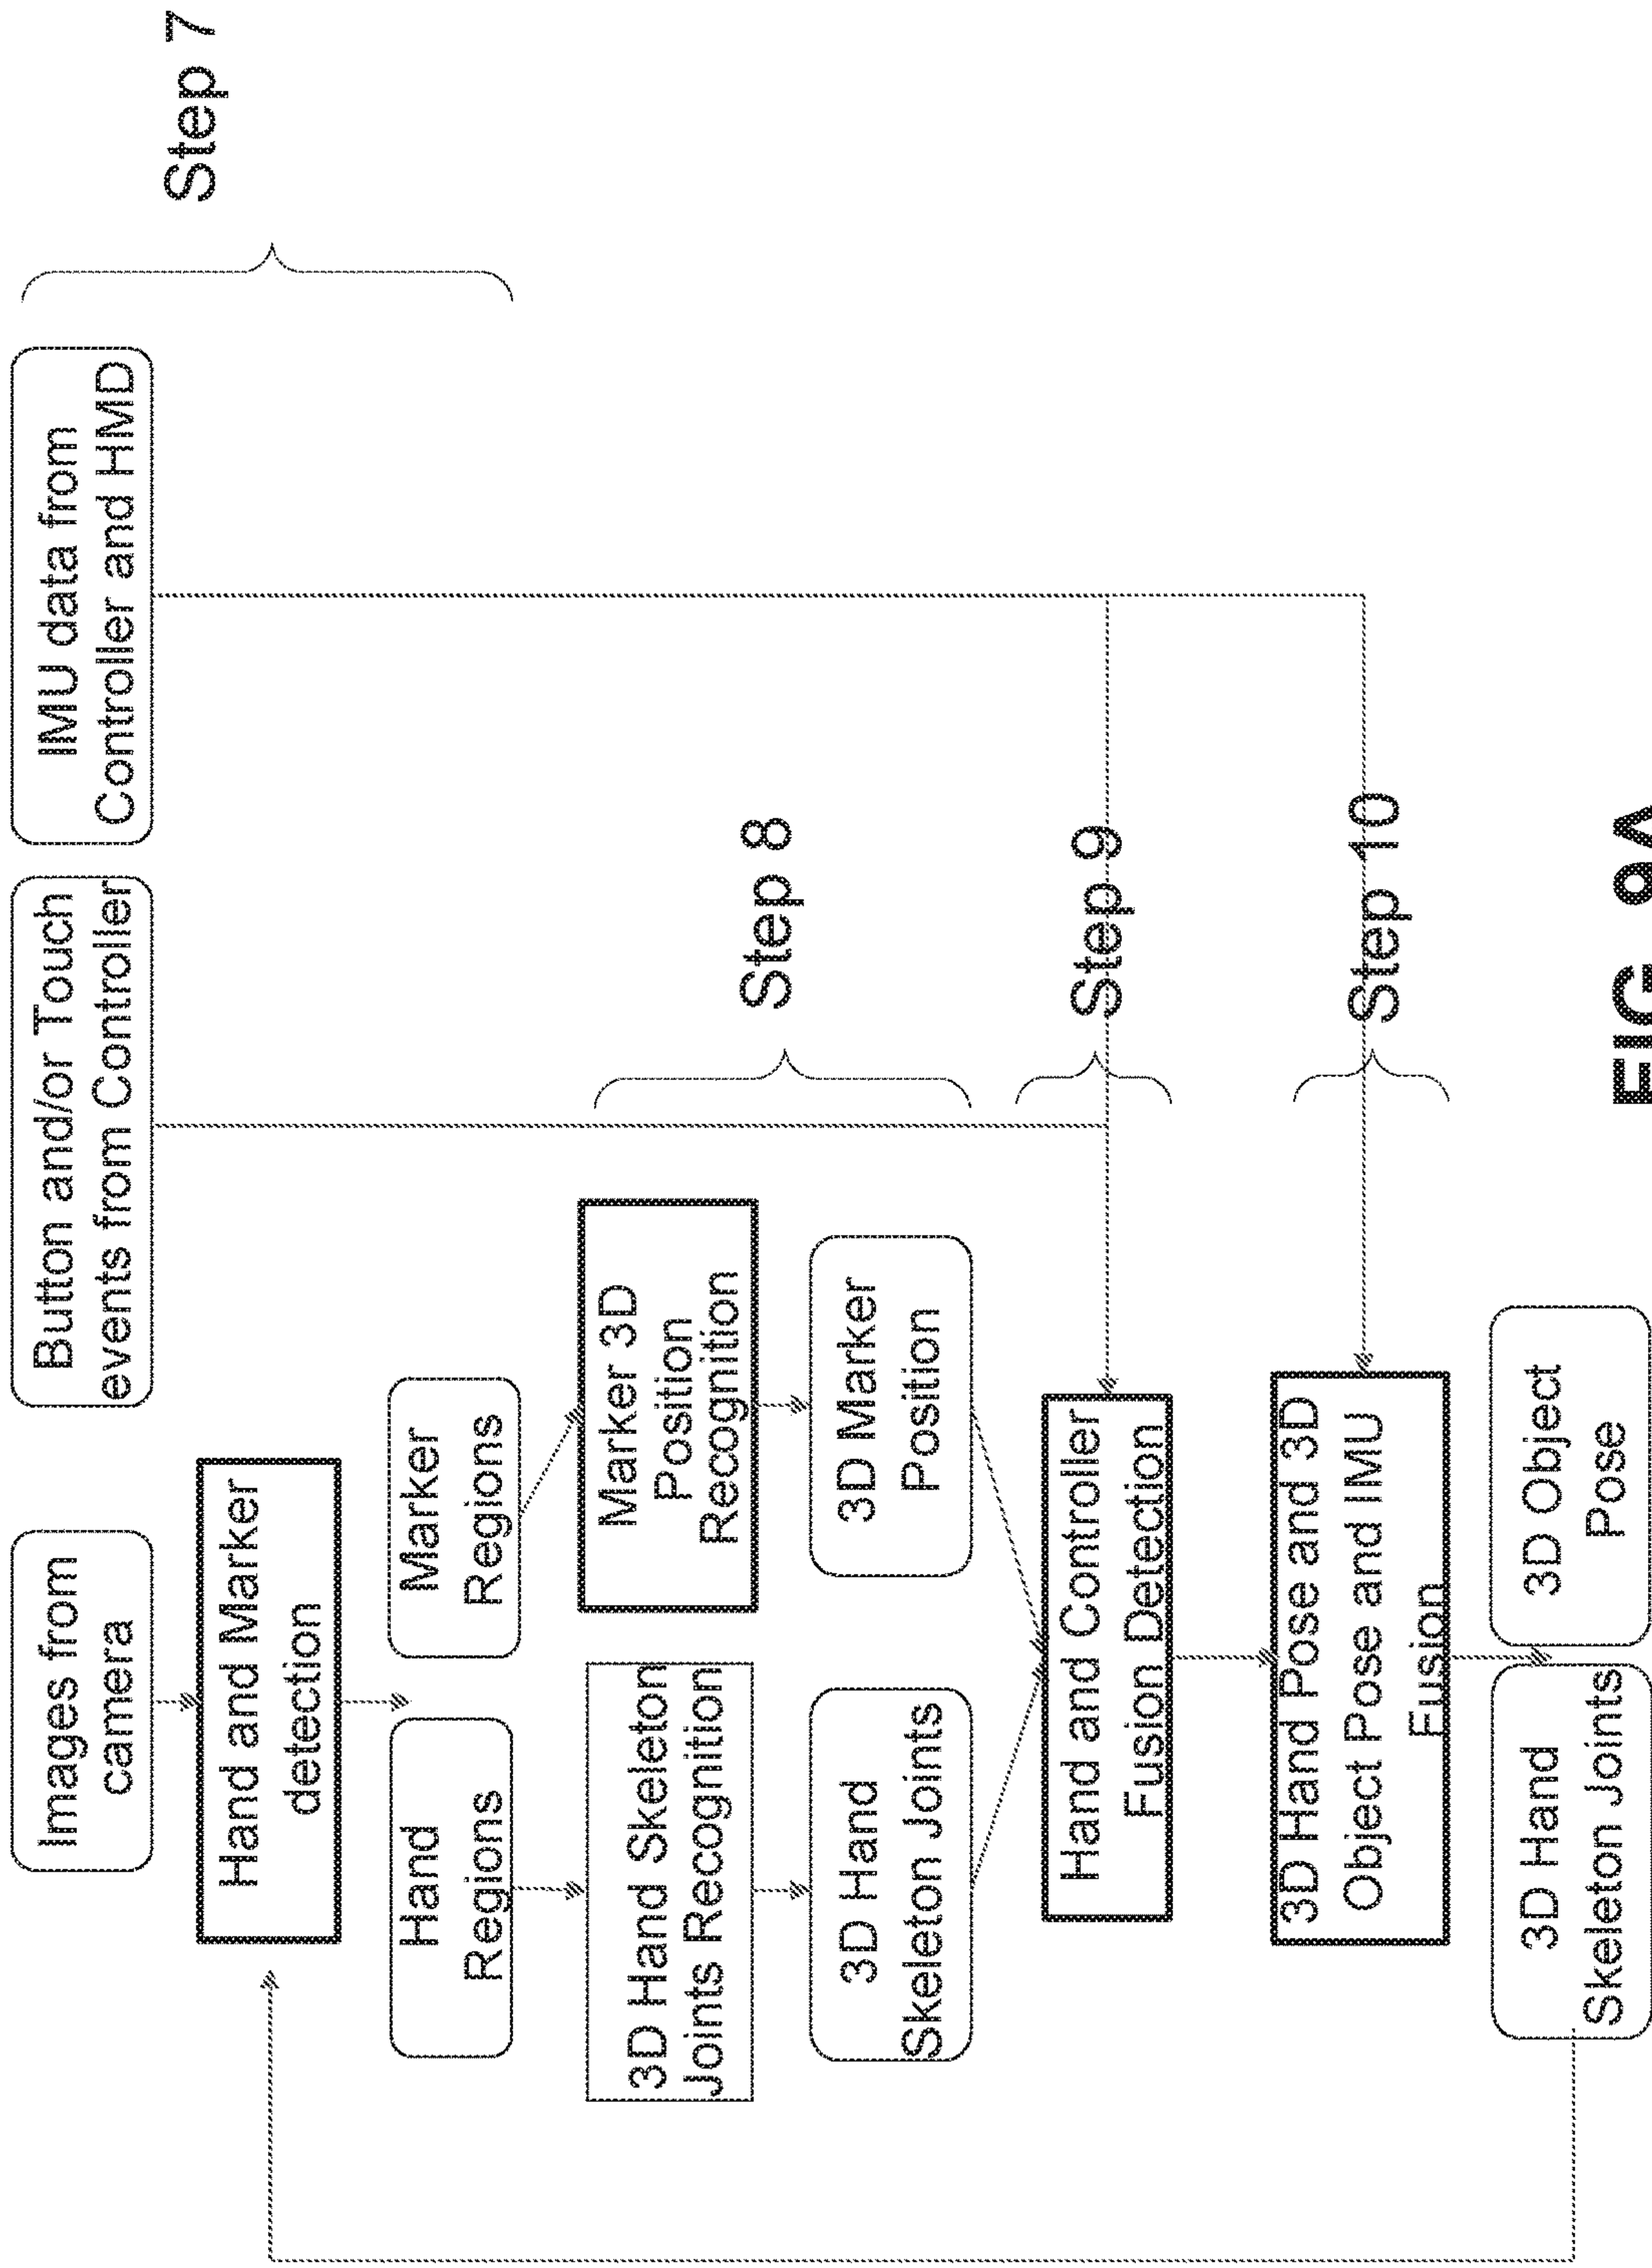 Images from
camera
Button and/or Touch
events from Controller
IMU data from
Controller and HMD
Step 7
Hand and Marker
detection
Hand
Regions
Marker
Regions
3D Hand Skeleton
Joints Recognition
Marker 3D
Position
Recognition
Step 8
3D Hand
Skeleton Joints
3D Marker
Position
Hand and Controller
Fusion Detection
Step 9
3D Hand Pose and 3D
Object Pose and IMU
Fusion
Step 10
3D Hand
Skeleton Joints
3D Object
Pose
FIG. 9A